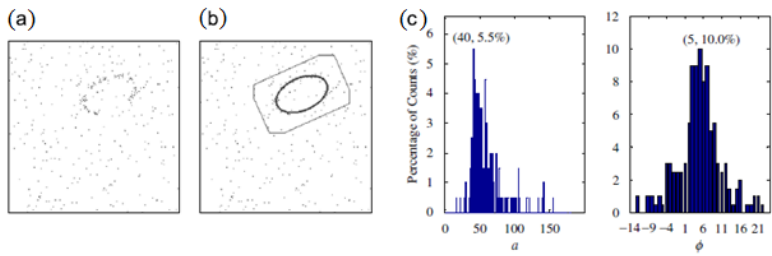 (a)
(b)
(c)
Percentage of Counts (%)
6
5
4
3
2
1
0
(40, 5.5%)
0 50 100 150
a
12
10
8
6
4
2
0
(5, 10.0%)
−14 −9 −4 1 6 11 16 21
ϕ